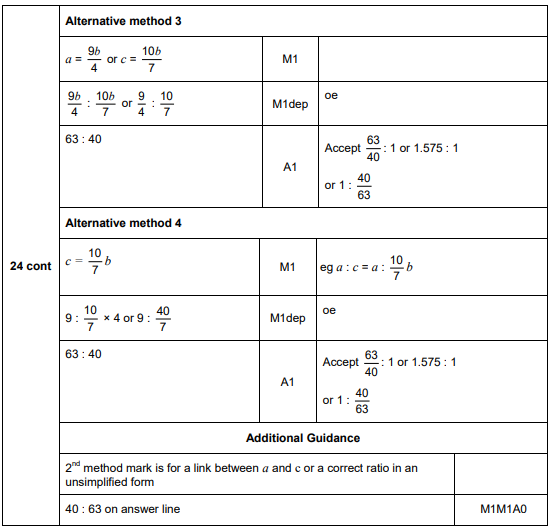 Alternative method 3
a = 9b/4 or c = 10b/7 M1
9b/4 : 10b/7 or 9/4 : 10/7 M1dep oe
63 : 40 A1 Accept 63/40 : 1 or 1.575 : 1
or 1 : 40/63
Alternative method 4
24 cont
c = 10/7 b M1 eg a : c = a : 10/7 b
9 : 10/7 × 4 or 9 : 40/7 M1dep oe
63 : 40 A1 Accept 63/40 : 1 or 1.575 : 1
or 1 : 40/63
Additional Guidance
2nd method mark is for a link between a and c or a correct ratio in an
unsimplified form
40 : 63 on answer line M1M1A0